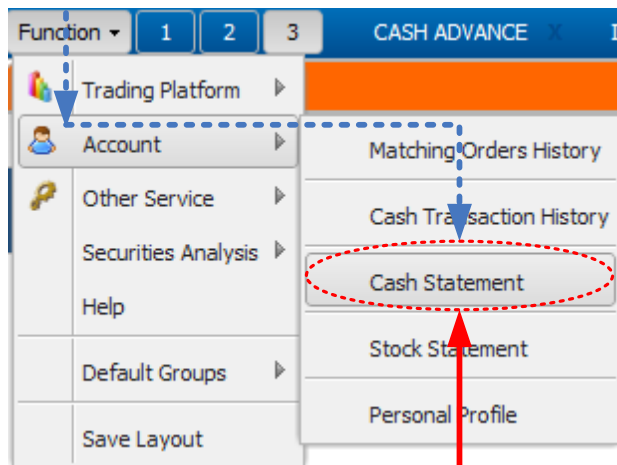 Function 1 2 3 CASH ADVANCE X
Trading Platform
Account
Other Service
Securities Analysis
Help
Default Groups
Save Layout
Matching Orders History
Cash Transaction History
Cash Statement
Stock Statement
Personal Profile